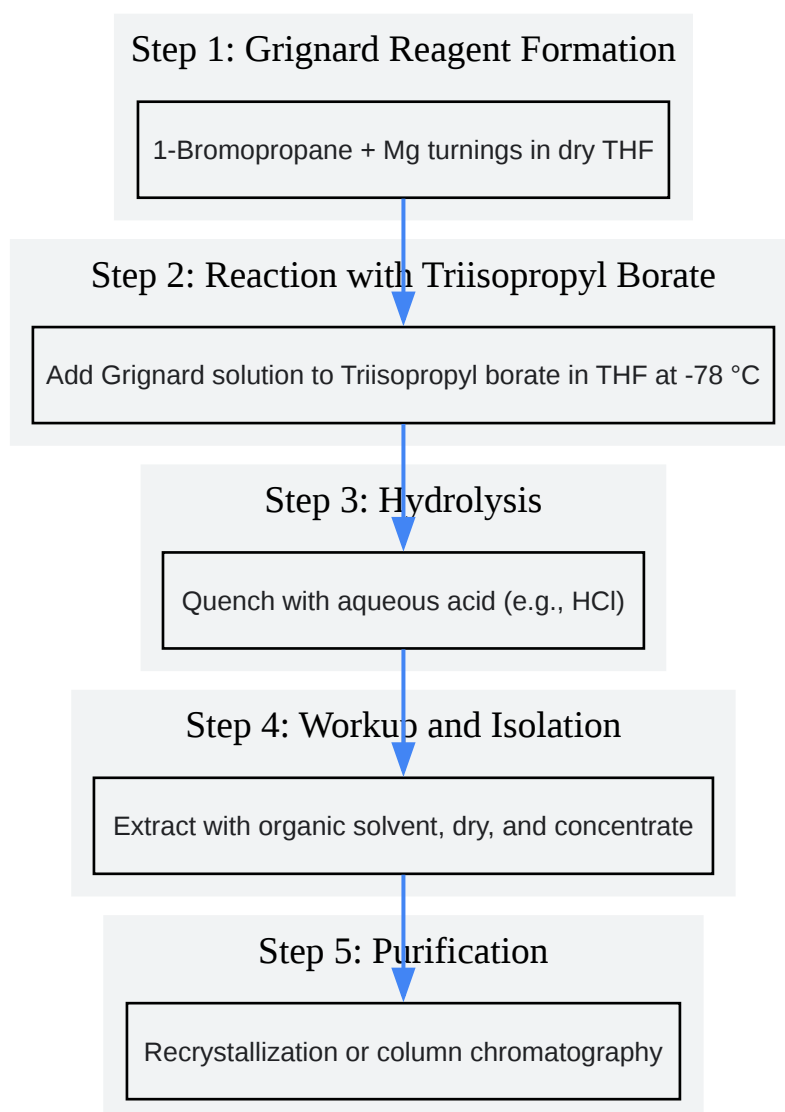 Step 1: Grignard Reagent Formation
1-Bromopropane + Mg turnings in dry THF
Step 2: Reaction with Triisopropyl Borate
Add Grignard solution to Triisopropyl borate in THF at -78 °C
Step 3: Hydrolysis
Quench with aqueous acid (e.g., HCl)
Step 4: Workup and Isolation
Extract with organic solvent, dry, and concentrate
Step 5: Purification
Recrystallization or column chromatography